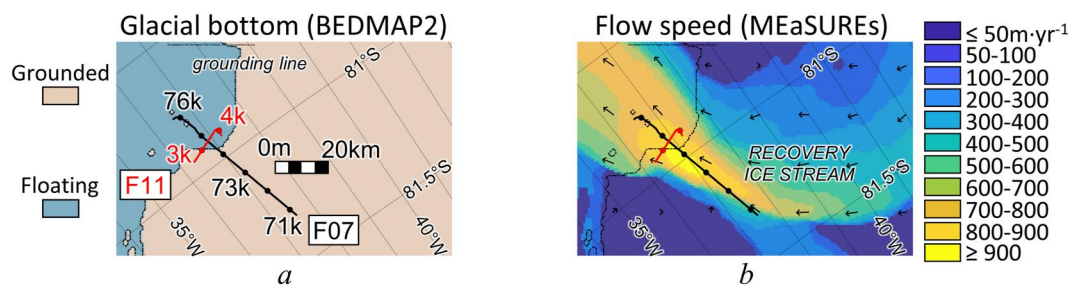 Glacial bottom (BEDMAP2)
Grounded
Floating
grounding line
81°S
76k
4k
3k
0m 20km
F11
73k
81.5°S
71k
F07
35°W
40°W
a
Flow speed (MEaSUREs)
81°S
RECOVERY
ICE STREAM
81.5°S
35°W
40°W
b
≤ 50m·yr⁻¹
50-100
100-200
200-300
300-400
400-500
500-600
600-700
700-800
800-900
≥ 900